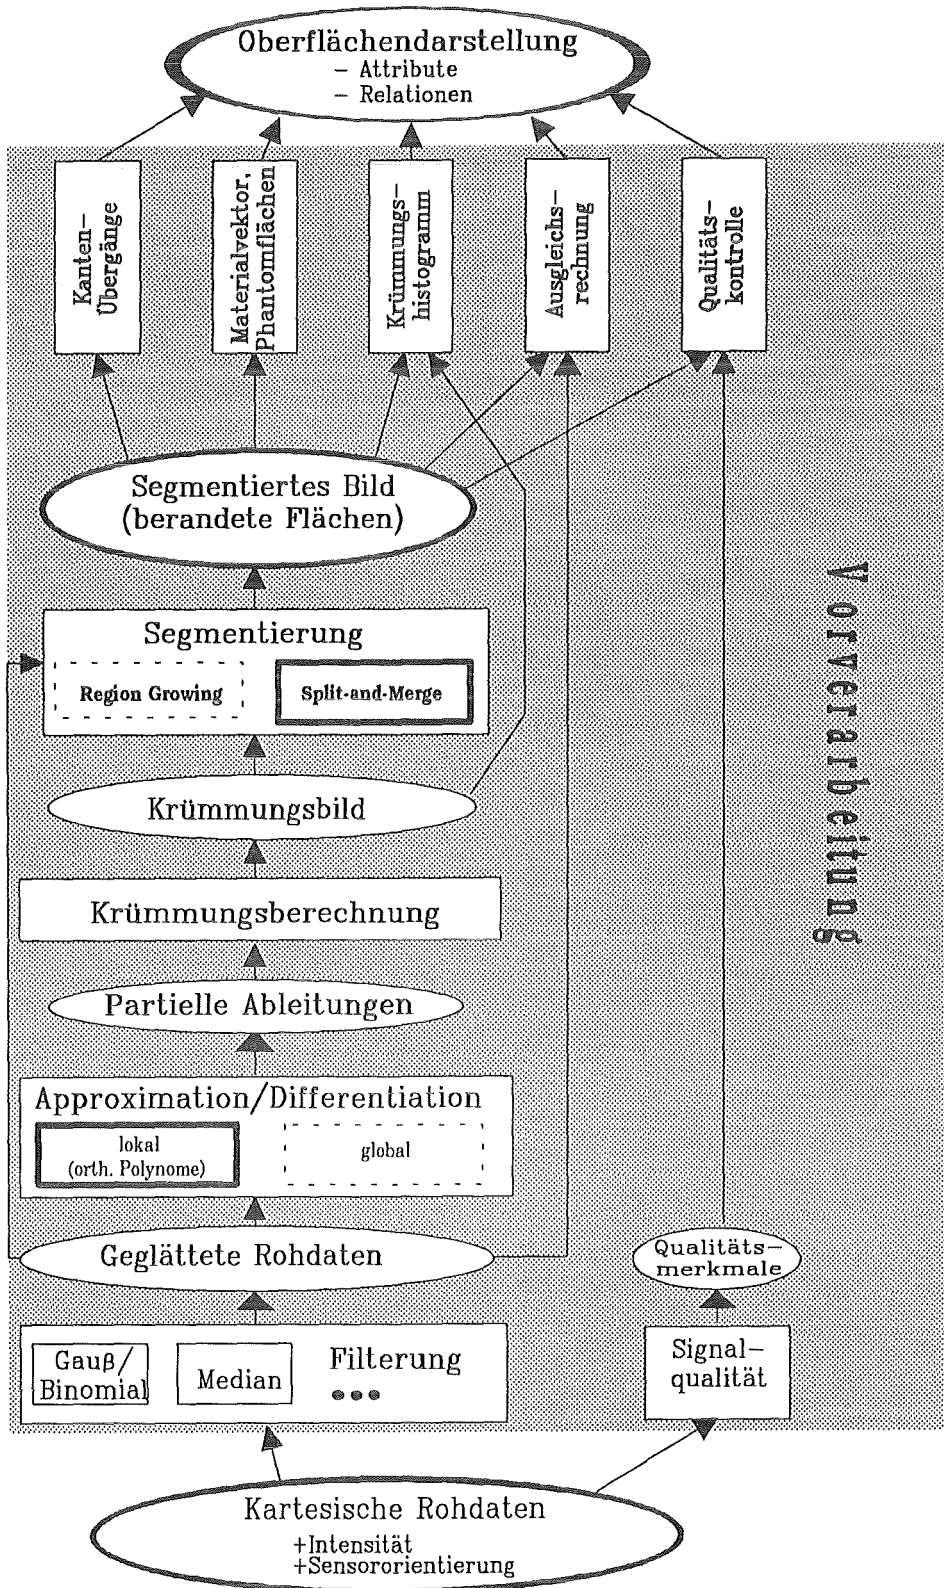 Oberflächendarstellung
− Attribute
− Relationen
Kanten−
Übergänge
Materialvektor,
Phantomflächen
Krümmungs−
histogramm
Ausgleichs−
rechnung
Qualitäts−
kontrolle
Segmentiertes Bild
(berandete Flächen)
Vorverarbeitung
Segmentierung
Region Growing
Split-and-Merge
Krümmungsbild
Krümmungsberechnung
Partielle Ableitungen
Approximation/Differentiation
lokal
(orth. Polynome)
global
Geglättete Rohdaten
Qualitäts−
merkmale
Gauβ/
Binomial
Median
Filterung
•••
Signal−
qualität
Kartesische Rohdaten
+Intensität
+Sensororientierung